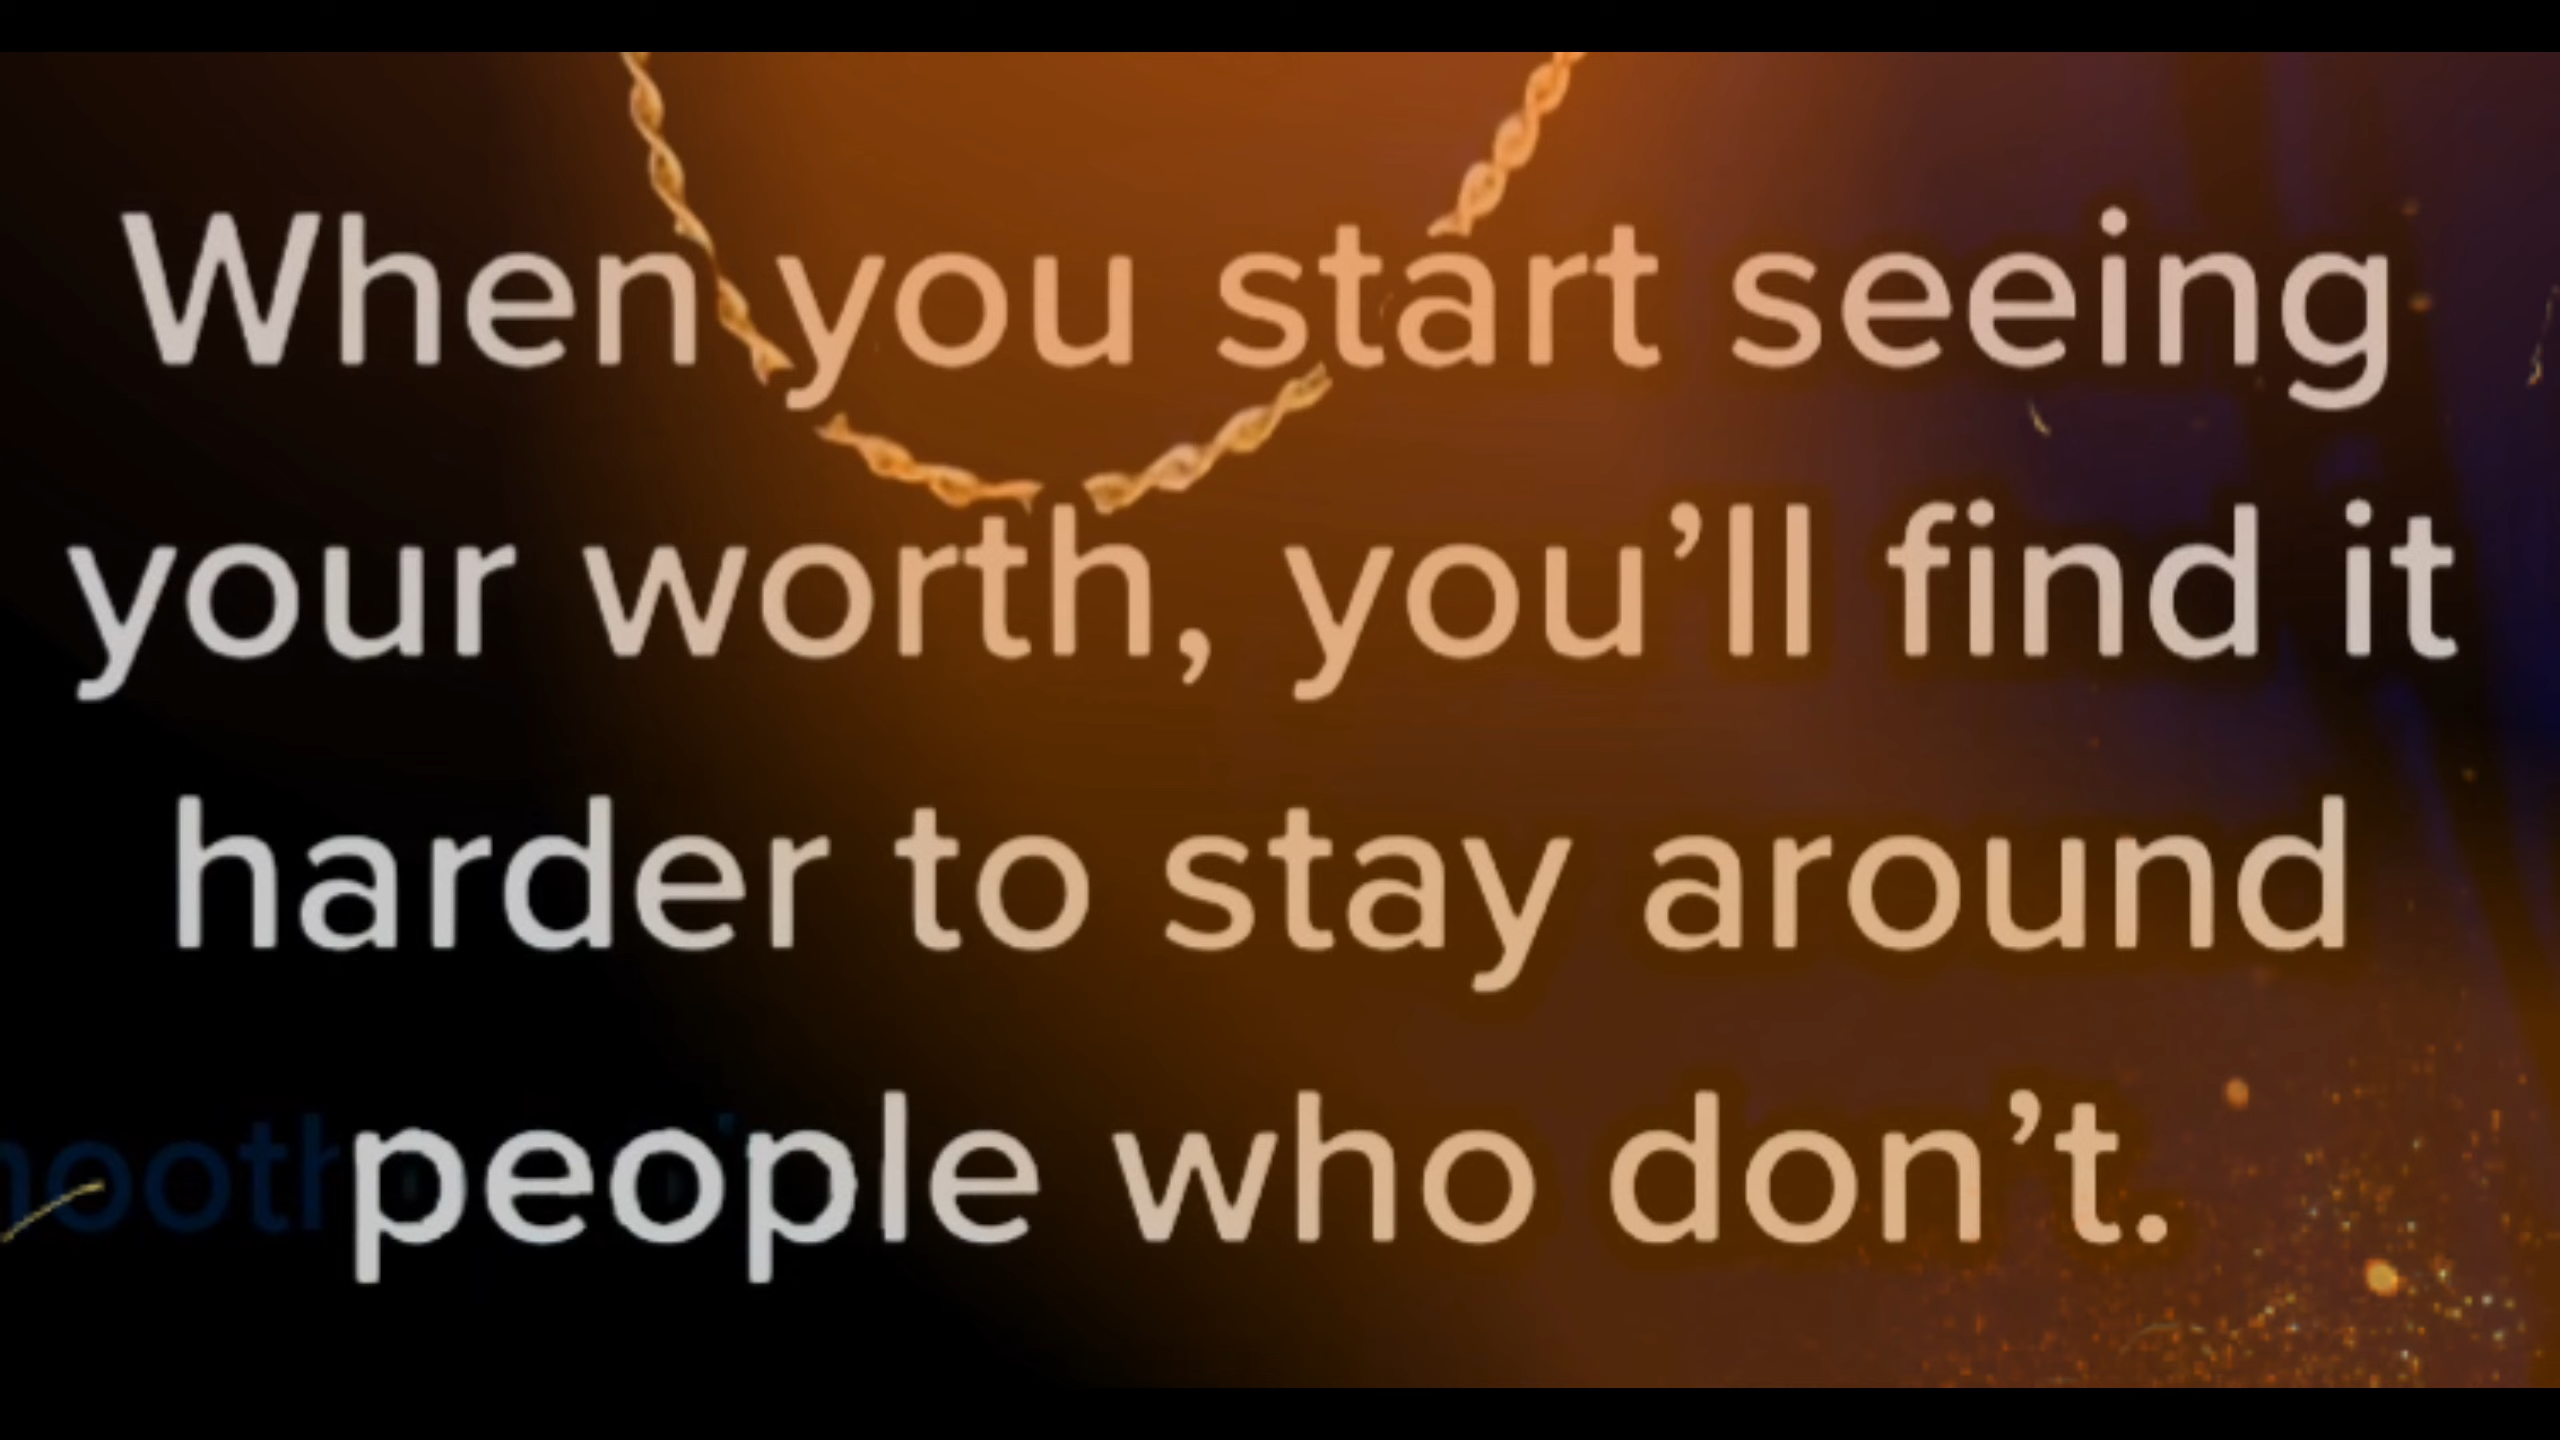 When you start seeing
your worth, you’ll find it
harder to stay around
people who don’t.